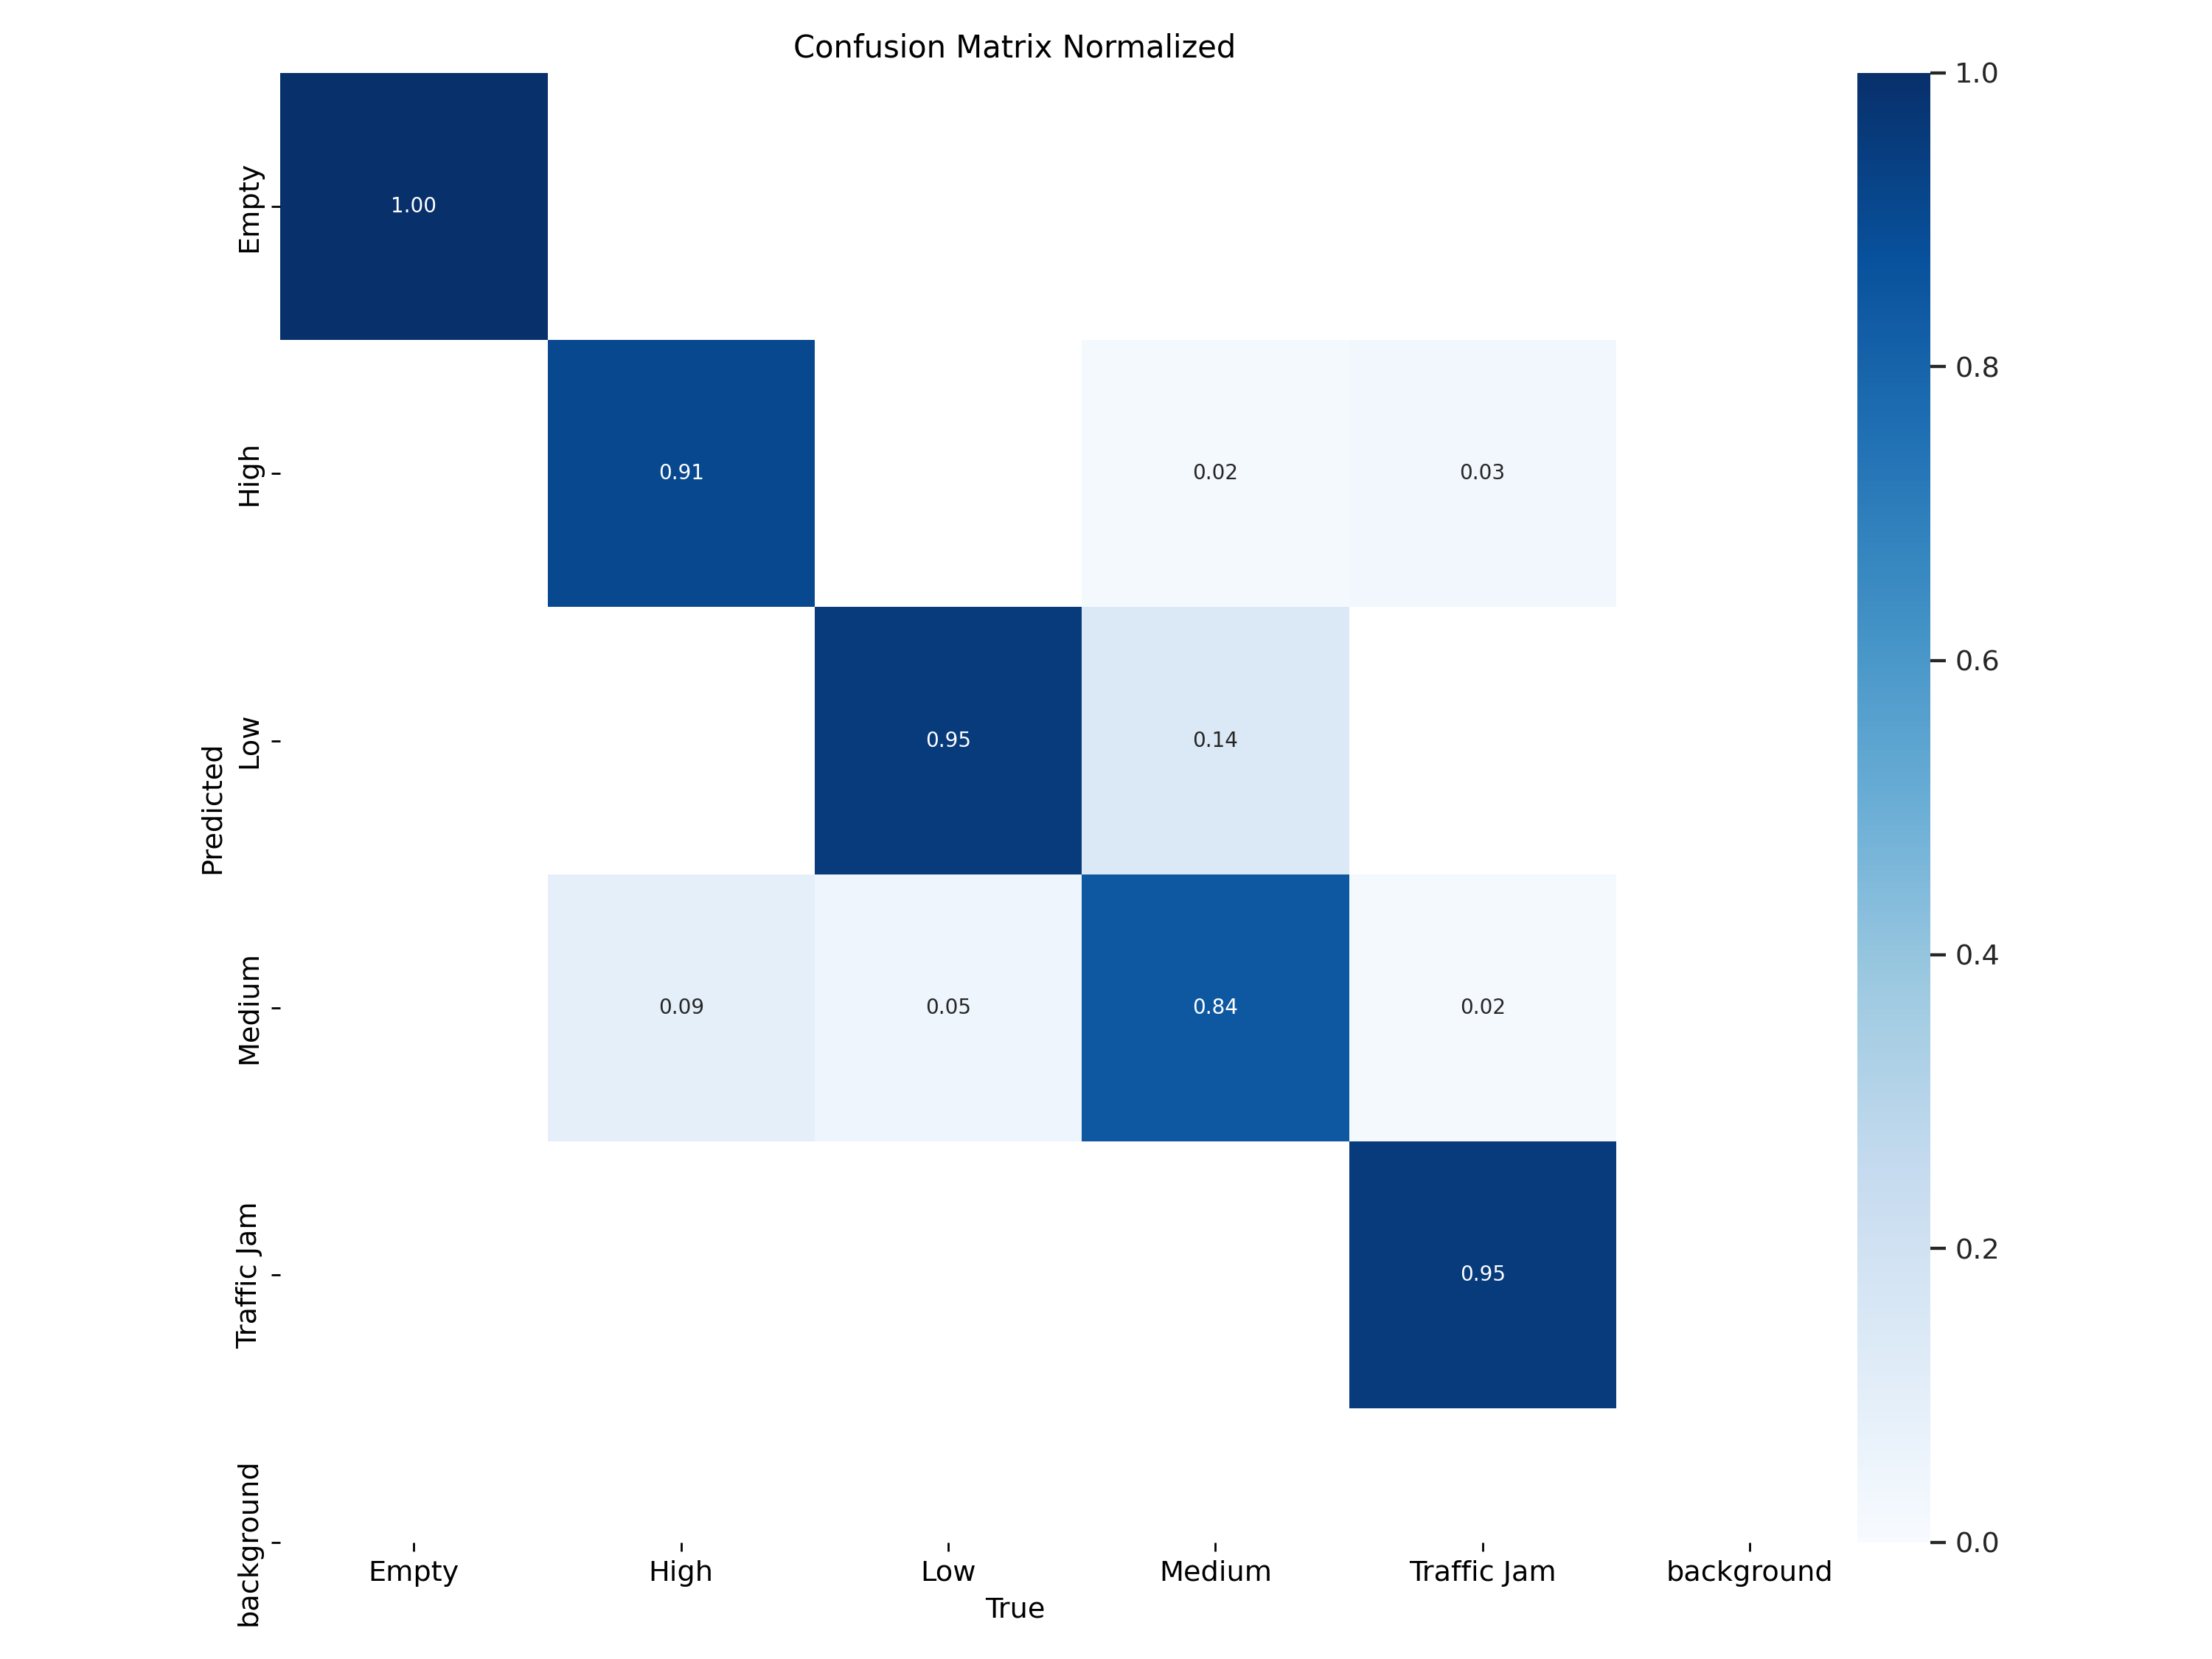 Confusion Matrix Normalized
1.00
0.91
0.02
0.03
0.95
0.14
0.09
0.05
0.84
0.02
0.95
Predicted
Empty
High
Low
Medium
Traffic Jam
background
Empty
High
Low
Medium
Traffic Jam
background
True
1.0
0.8
0.6
0.4
0.2
0.0